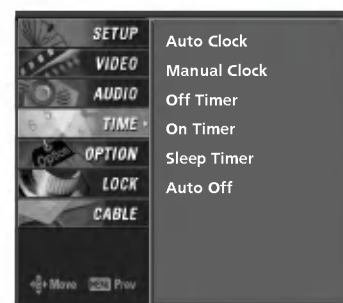 SETUP
VIDEO
AUDIO
TIME
OPTION
LOCK
CABLE
Move MENU Prev
Auto Clock
Manual Clock
Off Timer
On Timer
Sleep Timer
Auto Off